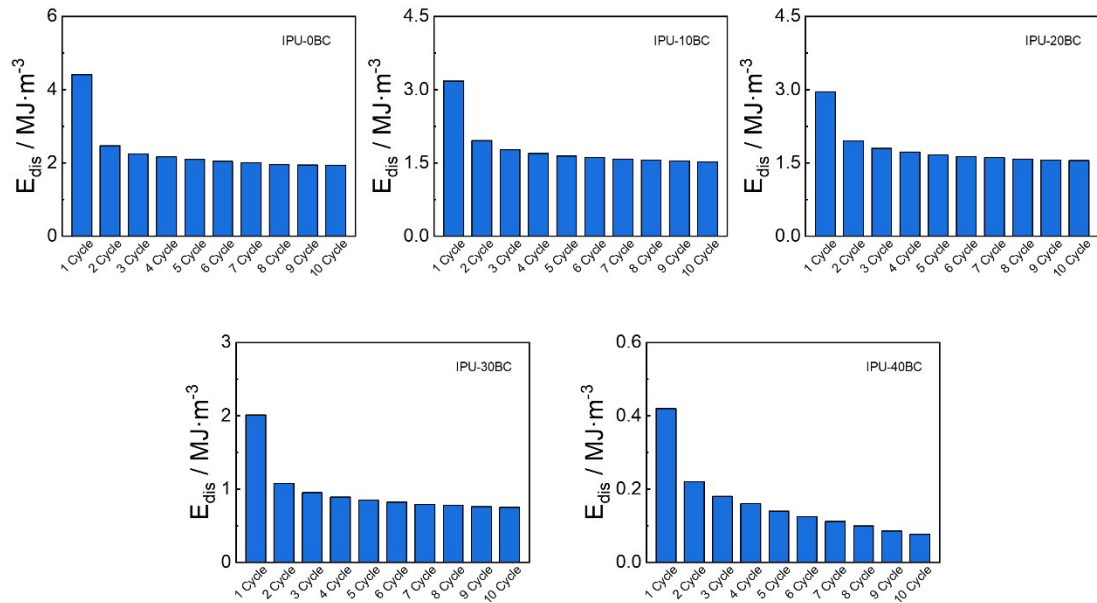 6
4
2
0
E_dis / MJ·m⁻³
IPU-0BC
1 Cycle
2 Cycle
3 Cycle
4 Cycle
5 Cycle
6 Cycle
7 Cycle
8 Cycle
9 Cycle
10 Cycle
4.5
3.0
1.5
0.0
E_dis / MJ·m⁻³
IPU-10BC
1 Cycle
2 Cycle
3 Cycle
4 Cycle
5 Cycle
6 Cycle
7 Cycle
8 Cycle
9 Cycle
10 Cycle
4.5
3.0
1.5
0.0
E_dis / MJ·m⁻³
IPU-20BC
1 Cycle
2 Cycle
3 Cycle
4 Cycle
5 Cycle
6 Cycle
7 Cycle
8 Cycle
9 Cycle
10 Cycle
3
2
1
0
E_dis / MJ·m⁻³
IPU-30BC
1 Cycle
2 Cycle
3 Cycle
4 Cycle
5 Cycle
6 Cycle
7 Cycle
8 Cycle
9 Cycle
10 Cycle
0.6
0.4
0.2
0.0
E_dis / MJ·m⁻³
IPU-40BC
1 Cycle
2 Cycle
3 Cycle
4 Cycle
5 Cycle
6 Cycle
7 Cycle
8 Cycle
9 Cycle
10 Cycle